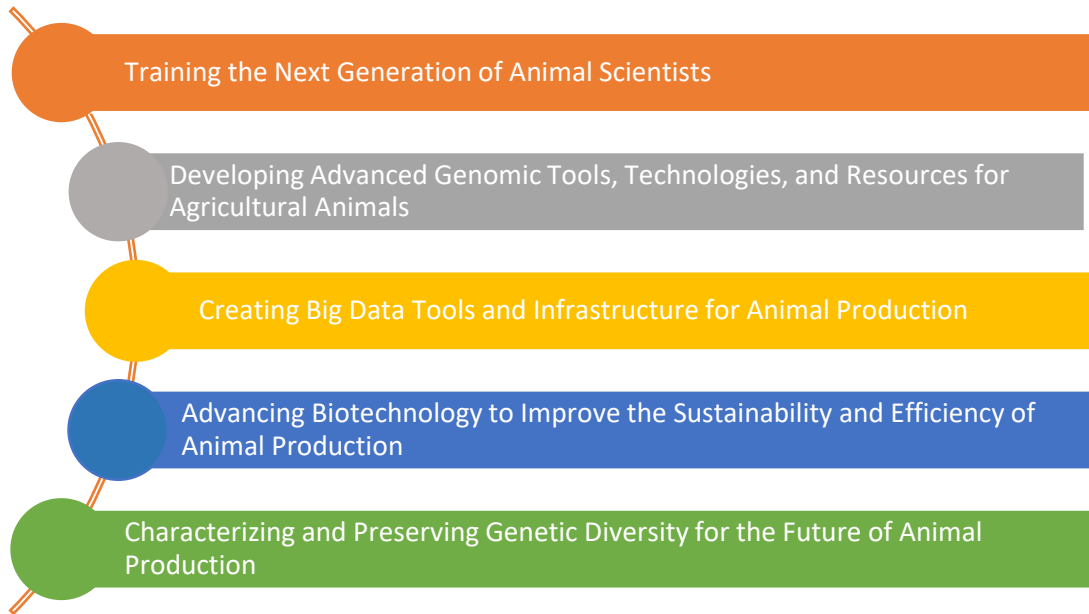 Training the Next Generation of Animal Scientists
Developing Advanced Genomic Tools, Technologies, and Resources for
Agricultural Animals
Creating Big Data Tools and Infrastructure for Animal Production
Advancing Biotechnology to Improve the Sustainability and Efficiency of
Animal Production
Characterizing and Preserving Genetic Diversity for the Future of Animal
Production